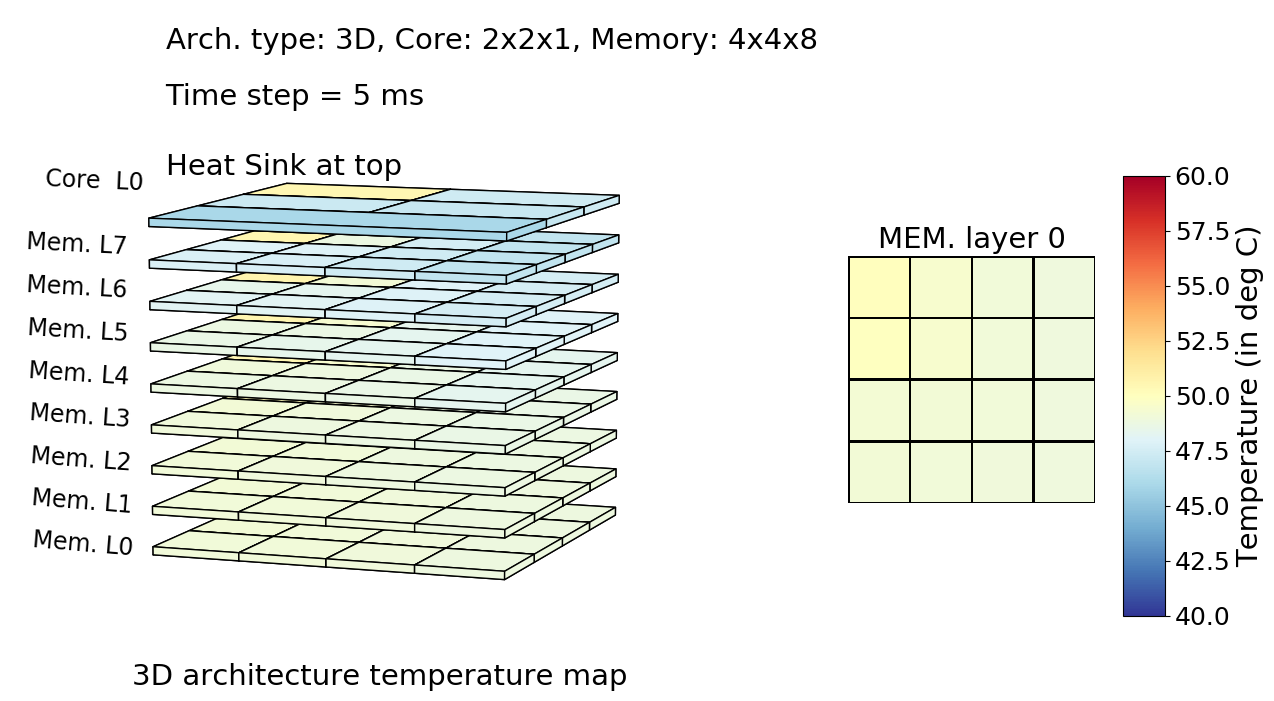 Arch. type: 3D, Core: 2x2x1, Memory: 4x4x8
Time step = 5 ms
Heat Sink at top
Core  L0
Mem. L7
Mem. L6
Mem. L5
Mem. L4
Mem. L3
Mem. L2
Mem. L1
Mem. L0
3D architecture temperature map
MEM. layer 0
60.0
57.5
55.0
52.5
50.0
47.5
45.0
42.5
40.0
Temperature (in deg C)